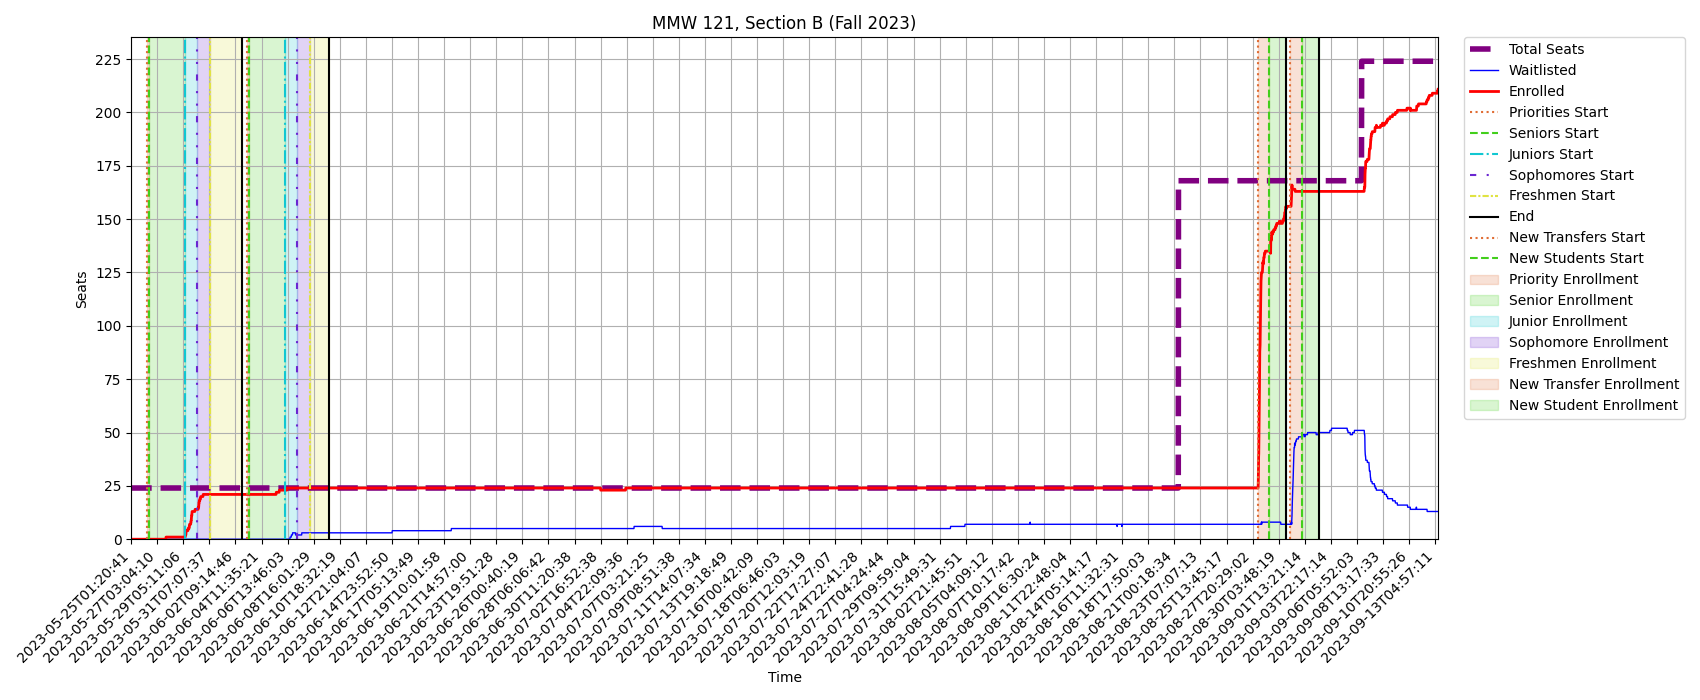 MMW 121, Section B (Fall 2023)
Seats
225
200
175
150
125
100
75
50
25
0
2023-05-25T01:20:41
2023-05-27T03:04:10
2023-05-29T05:11:06
2023-05-31T07:07:37
2023-06-02T09:14:46
2023-06-04T11:35:21
2023-06-06T13:46:03
2023-06-08T16:01:29
2023-06-10T18:32:19
2023-06-12T21:04:07
2023-06-14T23:52:50
2023-06-17T05:13:49
2023-06-19T10:01:58
2023-06-21T14:57:00
2023-06-23T19:51:28
2023-06-26T00:40:19
2023-06-28T06:06:42
2023-06-30T11:20:38
2023-07-02T16:52:38
2023-07-04T22:09:36
2023-07-07T03:21:25
2023-07-09T08:51:38
2023-07-11T14:07:34
2023-07-13T19:18:49
2023-07-16T00:42:09
2023-07-18T06:46:03
2023-07-20T12:03:19
2023-07-22T17:27:07
2023-07-24T22:41:28
2023-07-27T04:24:44
2023-07-29T09:59:04
2023-07-31T15:49:31
2023-08-02T21:45:51
2023-08-05T04:09:12
2023-08-07T10:17:42
2023-08-09T16:30:24
2023-08-11T22:48:04
2023-08-14T05:14:17
2023-08-16T11:32:31
2023-08-18T17:50:03
2023-08-21T00:18:34
2023-08-23T07:07:13
2023-08-25T13:45:17
2023-08-27T20:29:02
2023-08-30T03:48:19
2023-09-01T13:21:14
2023-09-03T22:17:14
2023-09-06T05:52:03
2023-09-08T13:17:33
2023-09-10T20:55:26
2023-09-13T04:57:11
Time
Total Seats
Waitlisted
Enrolled
Priorities Start
Seniors Start
Juniors Start
Sophomores Start
Freshmen Start
End
New Transfers Start
New Students Start
Priority Enrollment
Senior Enrollment
Junior Enrollment
Sophomore Enrollment
Freshmen Enrollment
New Transfer Enrollment
New Student Enrollment